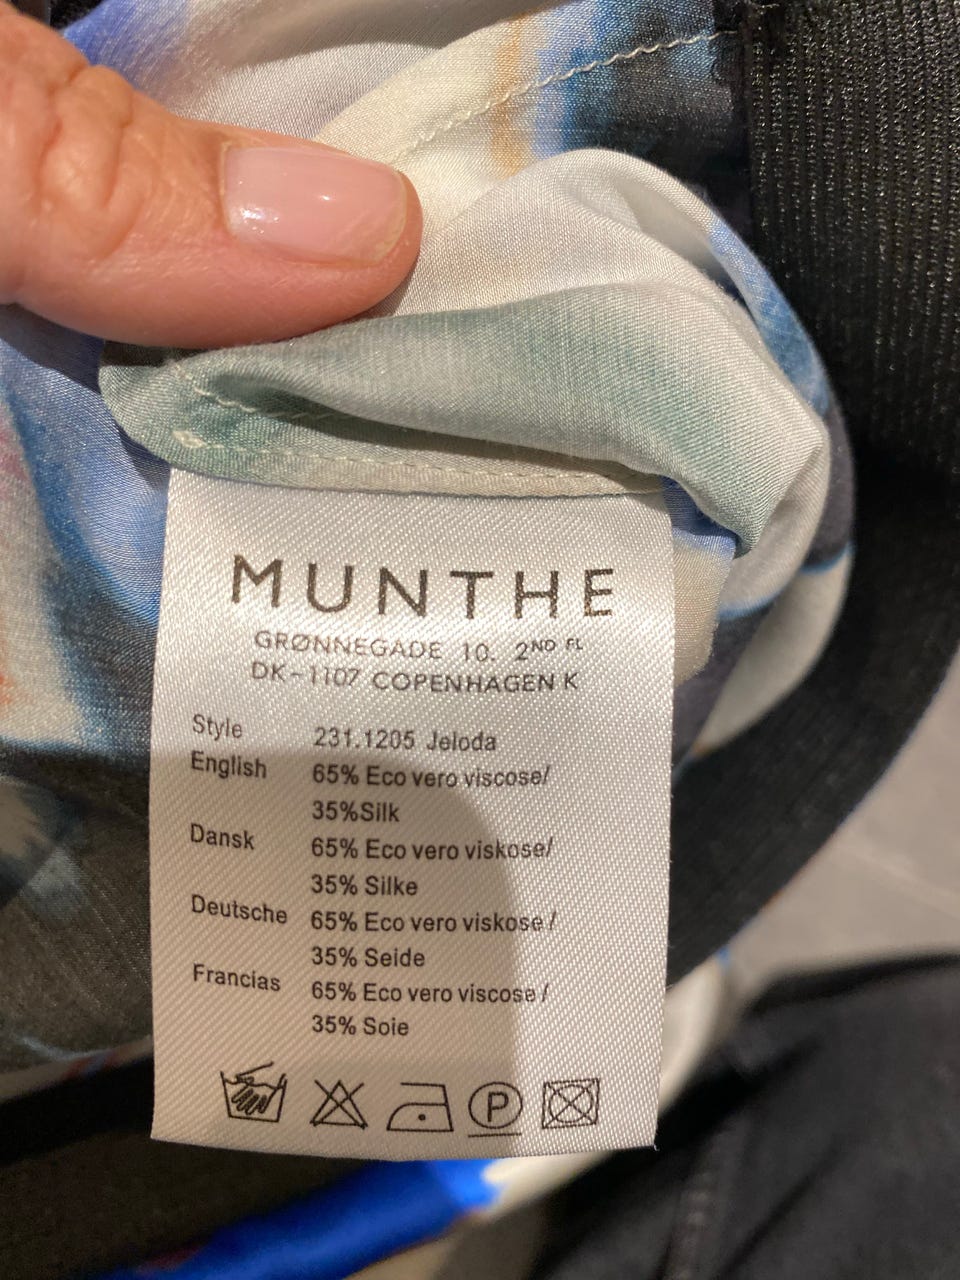 MUNTHE
GRØNNEGADE 10. 2ND FL
DK-1107 COPENHAGEN K
Style 231.1205 Jeloda
English 65% Eco vero viscose/
35%Silk
Dansk 65% Eco vero viskose/
35% Silke
Deutsche 65% Eco vero viskose /
35% Seide
Francias 65% Eco vero viscose /
35% Soie
P